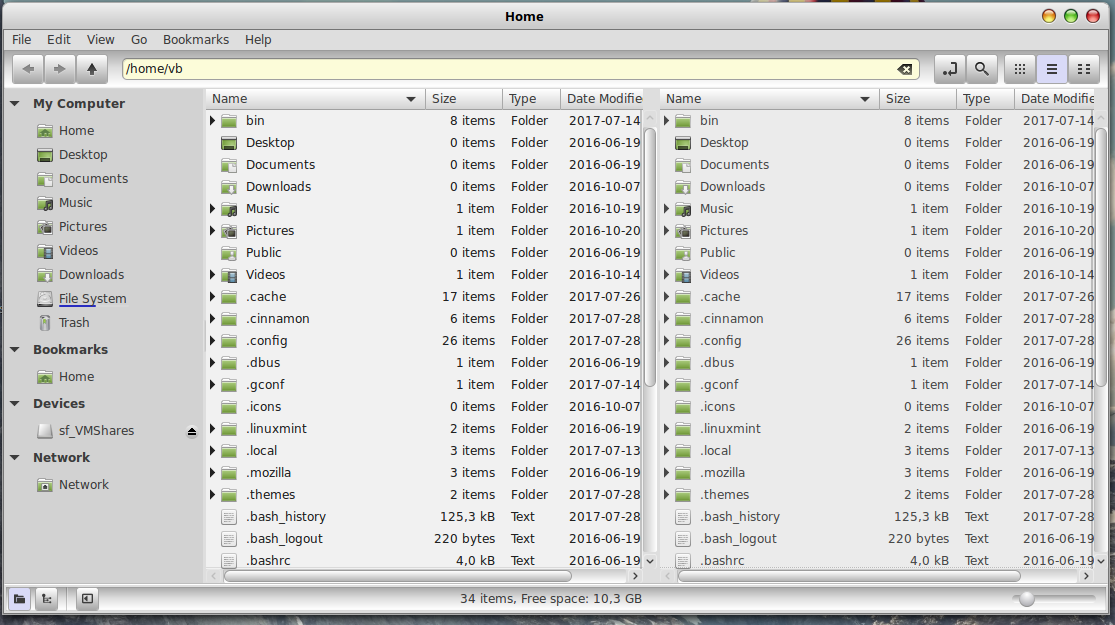 Home
File Edit View Go Bookmarks Help
/home/vb
My Computer
Home
Desktop
Documents
Music
Pictures
Videos
Downloads
File System
Trash
Bookmarks
Home
Devices
sf_VMShares
Network
Network
Name Size Type Date Modifie
bin 8 items Folder 2017-07-14
Desktop 0 items Folder 2016-06-19
Documents 0 items Folder 2016-06-19
Downloads 0 items Folder 2016-10-07
Music 1 item Folder 2016-10-19
Pictures 1 item Folder 2016-10-20
Public 0 items Folder 2016-06-19
Videos 1 item Folder 2016-10-14
.cache 17 items Folder 2017-07-26
.cinnamon 6 items Folder 2017-07-28
.config 26 items Folder 2017-07-28
.dbus 1 item Folder 2016-06-19
.gconf 1 item Folder 2017-07-14
.icons 0 items Folder 2016-10-07
.linuxmint 2 items Folder 2016-06-19
.local 3 items Folder 2017-07-13
.mozilla 3 items Folder 2016-06-19
.themes 2 items Folder 2017-07-28
.bash_history 125,3 kB Text 2017-07-28
.bash_logout 220 bytes Text 2016-06-19
.bashrc 4,0 kB Text 2016-06-19
Name Size Type Date Modifie
bin 8 items Folder 2017-07-14
Desktop 0 items Folder 2016-06-19
Documents 0 items Folder 2016-06-19
Downloads 0 items Folder 2016-10-07
Music 1 item Folder 2016-10-19
Pictures 1 item Folder 2016-10-20
Public 0 items Folder 2016-06-19
Videos 1 item Folder 2016-10-14
.cache 17 items Folder 2017-07-26
.cinnamon 6 items Folder 2017-07-28
.config 26 items Folder 2017-07-28
.dbus 1 item Folder 2016-06-19
.gconf 1 item Folder 2017-07-14
.icons 0 items Folder 2016-10-07
.linuxmint 2 items Folder 2016-06-19
.local 3 items Folder 2017-07-13
.mozilla 3 items Folder 2016-06-19
.themes 2 items Folder 2017-07-28
.bash_history 125,3 kB Text 2017-07-28
.bash_logout 220 bytes Text 2016-06-19
.bashrc 4,0 kB Text 2016-06-19
34 items, Free space: 10,3 GB